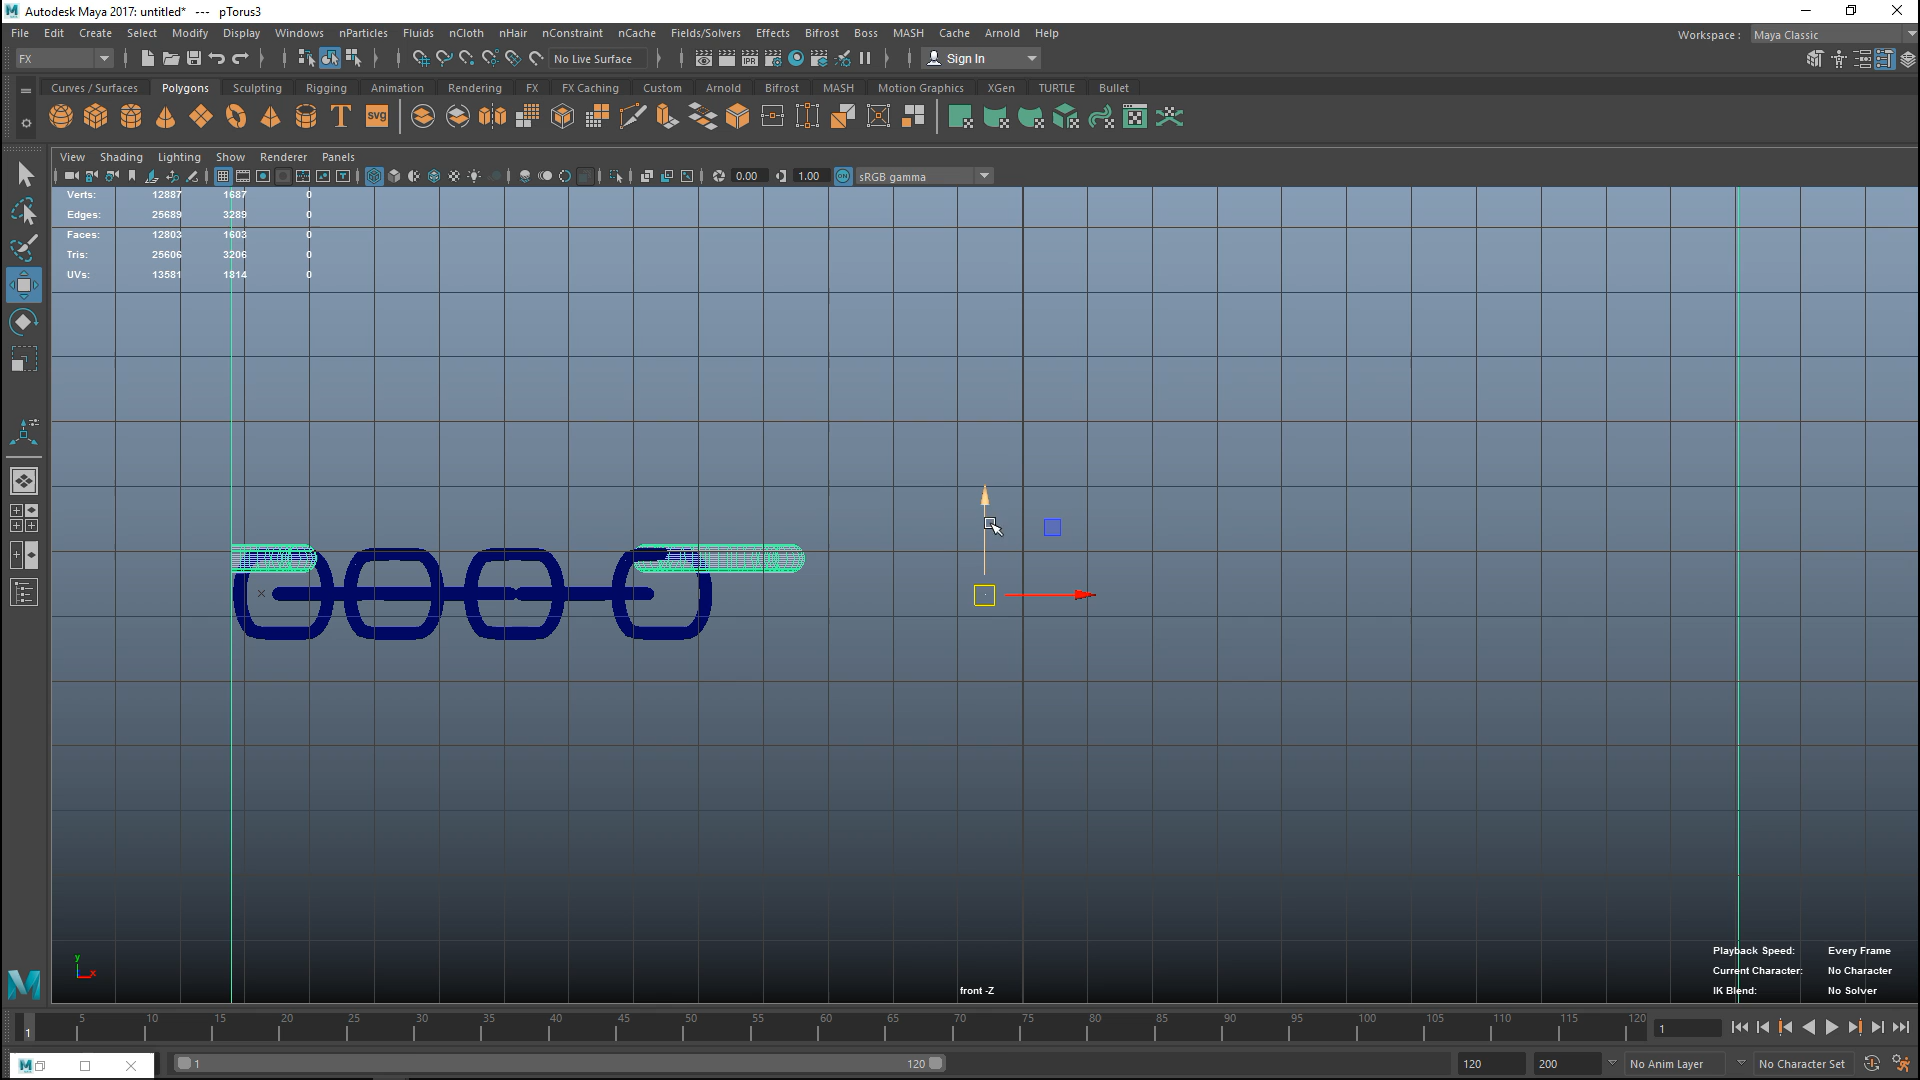 Autodesk Maya 2017: untitled* --- pTorus3
File Edit Create Select Modify Display Windows nParticles Fluids nCloth nHair nConstraint nCache Fields/Solvers Effects Bifrost Boss MASH Cache Arnold Help Workspace : Maya Classic
FX No Live Surface IPR Sign In
Curves / Surfaces Polygons Sculpting Rigging Animation Rendering FX FX Caching Custom Arnold Bifrost MASH Motion Graphics XGen TURTLE Bullet
T SVG
View Shading Lighting Show Renderer Panels
0.00 1.00 ON sRGB gamma
Verts: 12887 1687 0
Edges: 25689 3289 0
Faces: 12803 1603 0
Tris: 25606 3206 0
UVs: 13581 1814 0
y
x
Playback Speed: Every Frame
Current Character: No Character
IK Blend: No Solver
front -Z
5 10 15 20 25 30 35 40 45 50 55 60 65 70 75 80 85 90 95 100 105 110 115 120
1 1
1 120 120 200 No Anim Layer No Character Set